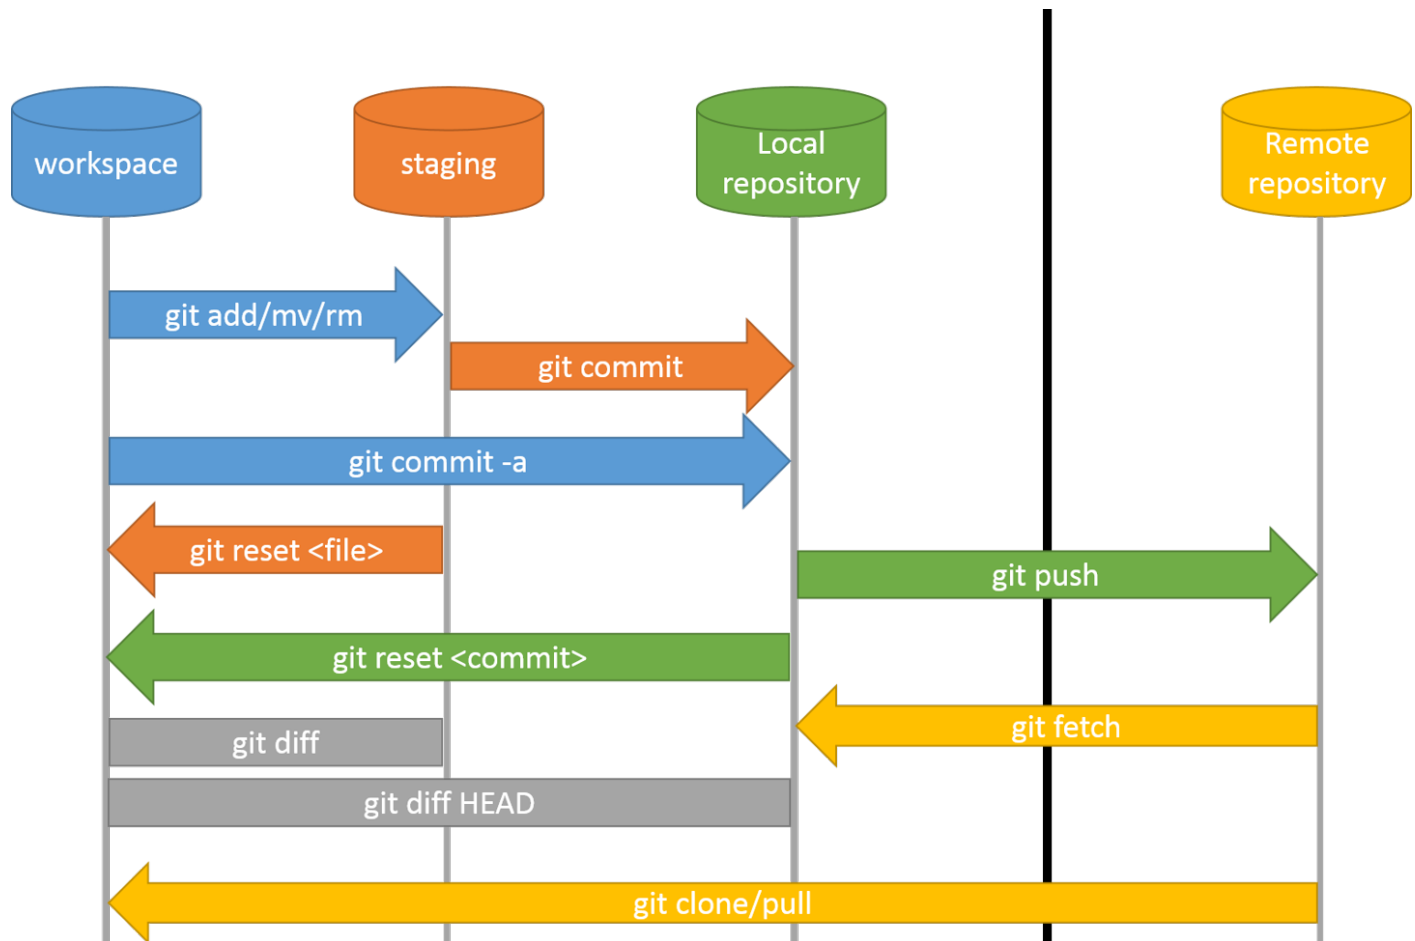 workspace
staging
Local
repository
Remote
repository
git add/mv/rm
git commit
git commit -a
git reset <file>
git push
git reset <commit>
git fetch
git diff
git diff HEAD
git clone/pull